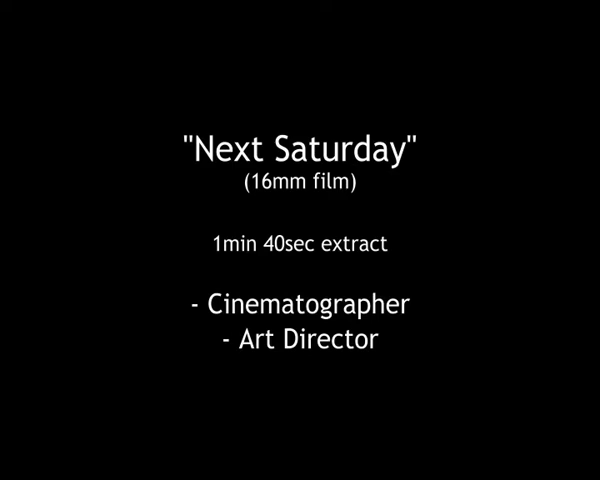 "Next Saturday"
(16mm film)
1min 40sec extract
- Cinematographer
- Art Director